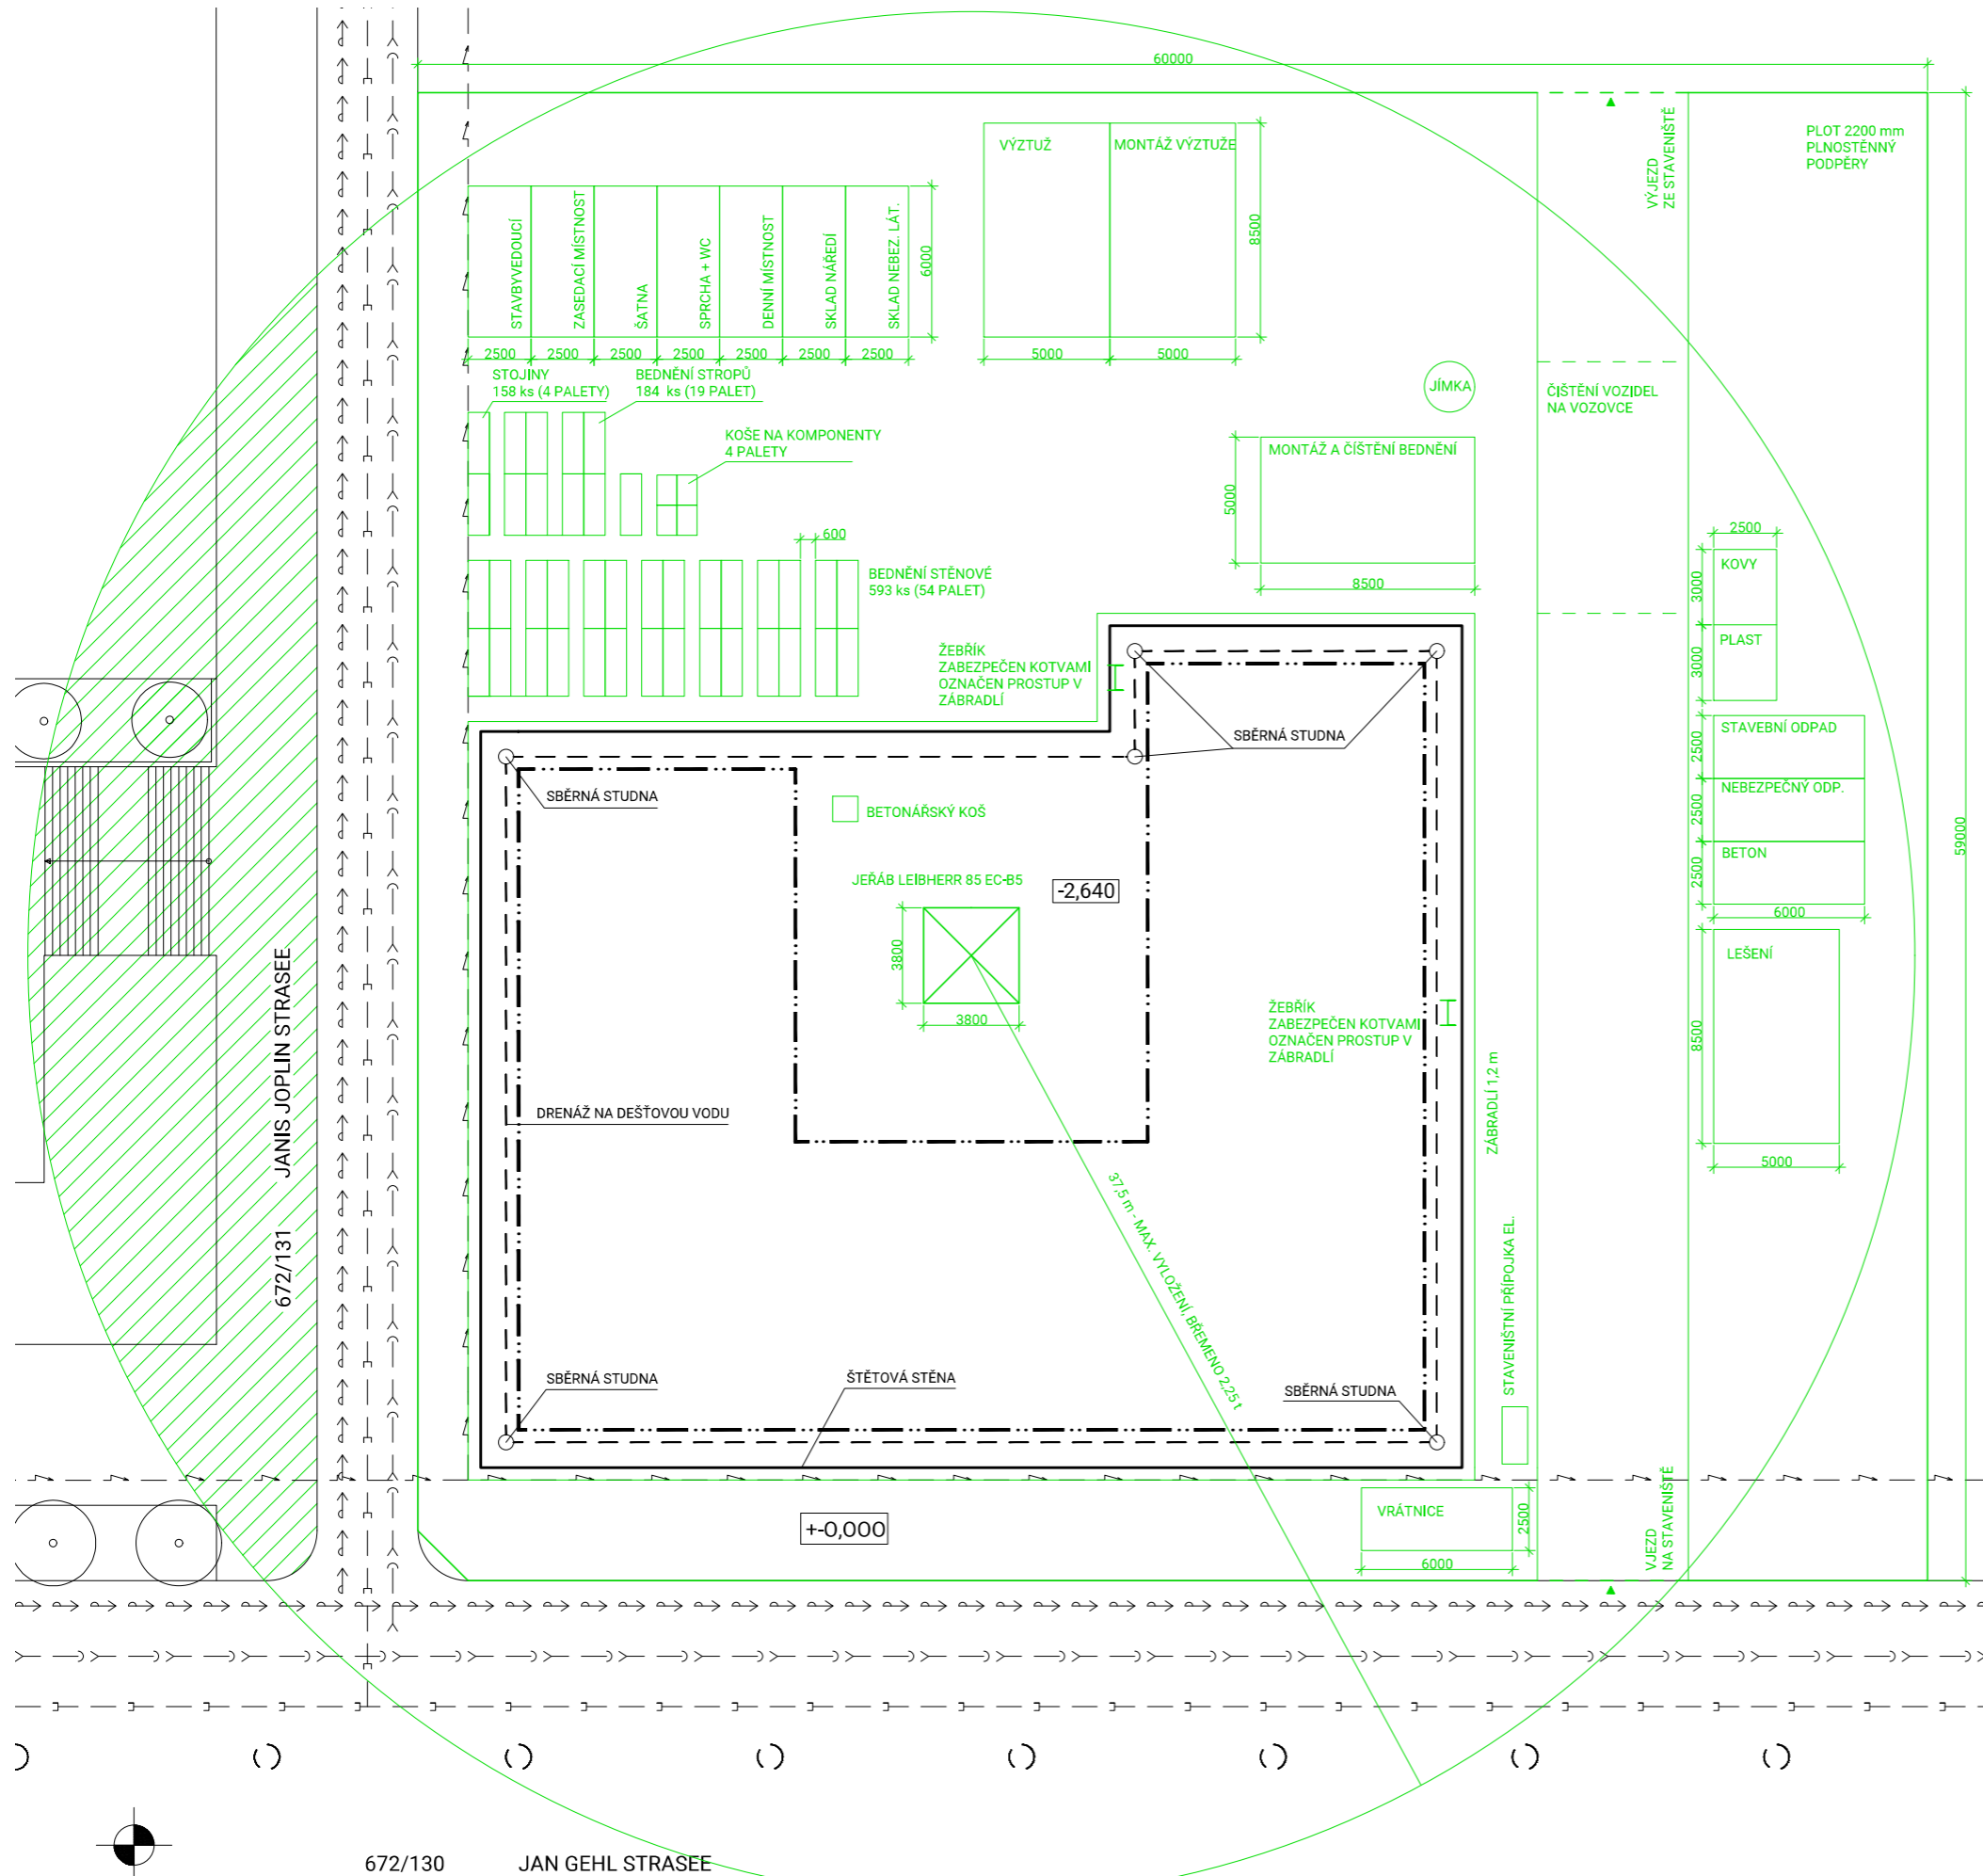 60000
PLOT 2200 mm
PLNOSTĚNNÝ
PODPĚRY
VÝJEZD
ZE STAVENIŠTĚ
VÝZTUŽ
MONTÁŽ VÝZTUŽE
8500
5000
5000
STAVBYVEDOUCÍ
ZASEDACÍ MÍSTNOST
ŠATNA
SPRCHA + WC
DENNÍ MÍSTNOST
SKLAD NÁŘEDÍ
SKLAD NEBEZ. LÁT.
6000
2500
2500
2500
2500
2500
2500
2500
STOJINY
158 ks (4 PALETY)
BEDNĚNÍ STROPŮ
184 ks (19 PALET)
KOŠE NA KOMPONENTY
4 PALETY
JÍMKA
ČIŠTĚNÍ VOZIDEL
NA VOZOVCE
MONTÁŽ A ČÍŠTĚNÍ BEDNĚNÍ
5000
8500
600
BEDNĚNÍ STĚNOVÉ
593 ks (54 PALET)
2500
KOVY
3000
PLAST
3000
ŽEBŘÍK
ZABEZPEČEN KOTVAMI
OZNAČEN PROSTUP V
ZÁBRADLÍ
SBĚRNÁ STUDNA
STAVEBNÍ ODPAD
2500
NEBEZPEČNÝ ODP.
2500
BETON
2500
6000
59000
SBĚRNÁ STUDNA
BETONÁŘSKÝ KOŠ
JEŘÁB LEIBHERR 85 EC-B5
-2,640
3800
3800
LEŠENÍ
8500
5000
JANIS JOPLIN STRASEE
672/131
ŽEBŘÍK
ZABEZPEČEN KOTVAMI
OZNAČEN PROSTUP V
ZÁBRADLÍ
ZÁBRADLÍ 1,2 m
DRENÁŽ NA DEŠŤOVOU VODU
37,5 m - MAX. VYLOŽENÍ, BŘEMENO 2,25 t
STAVENIŠTNÍ PŘÍPOJKA EL.
SBĚRNÁ STUDNA
ŠTĚTOVÁ STĚNA
SBĚRNÁ STUDNA
+-0,000
VRÁTNICE
2500
6000
VJEZD
NA STAVENIŠTĚ
672/130
JAN GEHL STRASEE